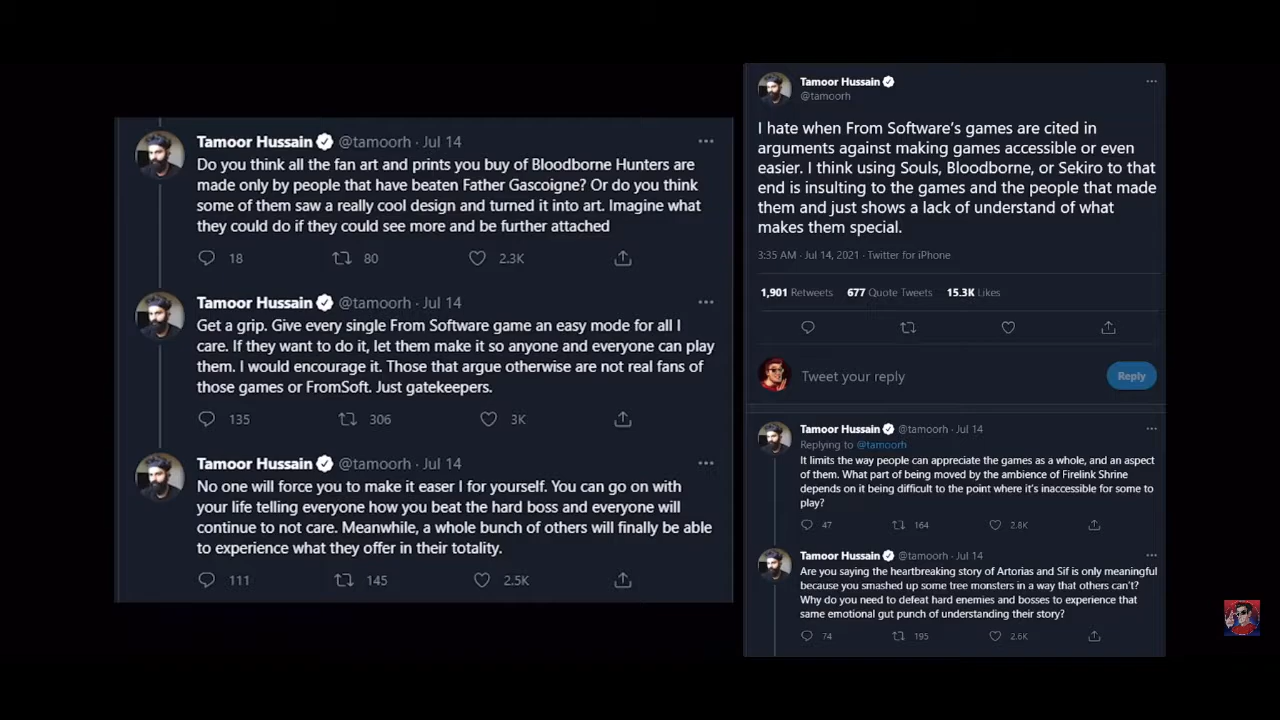 Tamoor Hussain @tamoorh · Jul 14
Do you think all the fan art and prints you buy of Bloodborne Hunters are
made only by people that have beaten Father Gascoigne? Or do you think
some of them saw a really cool design and turned it into art. Imagine what
they could do if they could see more and be further attached
18 80 2.3K
Tamoor Hussain @tamoorh · Jul 14
Get a grip. Give every single From Software game an easy mode for all I
care. If they want to do it, let them make it so anyone and everyone can play
them. I would encourage it. Those that argue otherwise are not real fans of
those games or FromSoft. Just gatekeepers.
135 306 3K
Tamoor Hussain @tamoorh · Jul 14
No one will force you to make it easer I for yourself. You can go on with
your life telling everyone how you beat the hard boss and everyone will
continue to not care. Meanwhile, a whole bunch of others will finally be able
to experience what they offer in their totality.
111 145 2.5K
Tamoor Hussain
@tamoorh
I hate when From Software's games are cited in
arguments against making games accessible or even
easier. I think using Souls, Bloodborne, or Sekiro to that
end is insulting to the games and the people that made
them and just shows a lack of understand of what
makes them special.
3:35 AM · Jul 14, 2021 · Twitter for iPhone
1,901 Retweets 677 Quote Tweets 15.3K Likes
Tweet your reply Reply
Tamoor Hussain @tamoorh · Jul 14
Replying to @tamoorh
It limits the way people can appreciate the games as a whole, and an aspect
of them. What part of being moved by the ambience of Firelink Shrine
depends on it being difficult to the point where it's inaccessible for some to
play?
47 164 2.8K
Tamoor Hussain @tamoorh · Jul 14
Are you saying the heartbreaking story of Artorias and Sif is only meaningful
because you smashed up some tree monsters in a way that others can't?
Why do you need to defeat hard enemies and bosses to experience that
same emotional gut punch of understanding their story?
74 195 2.6K